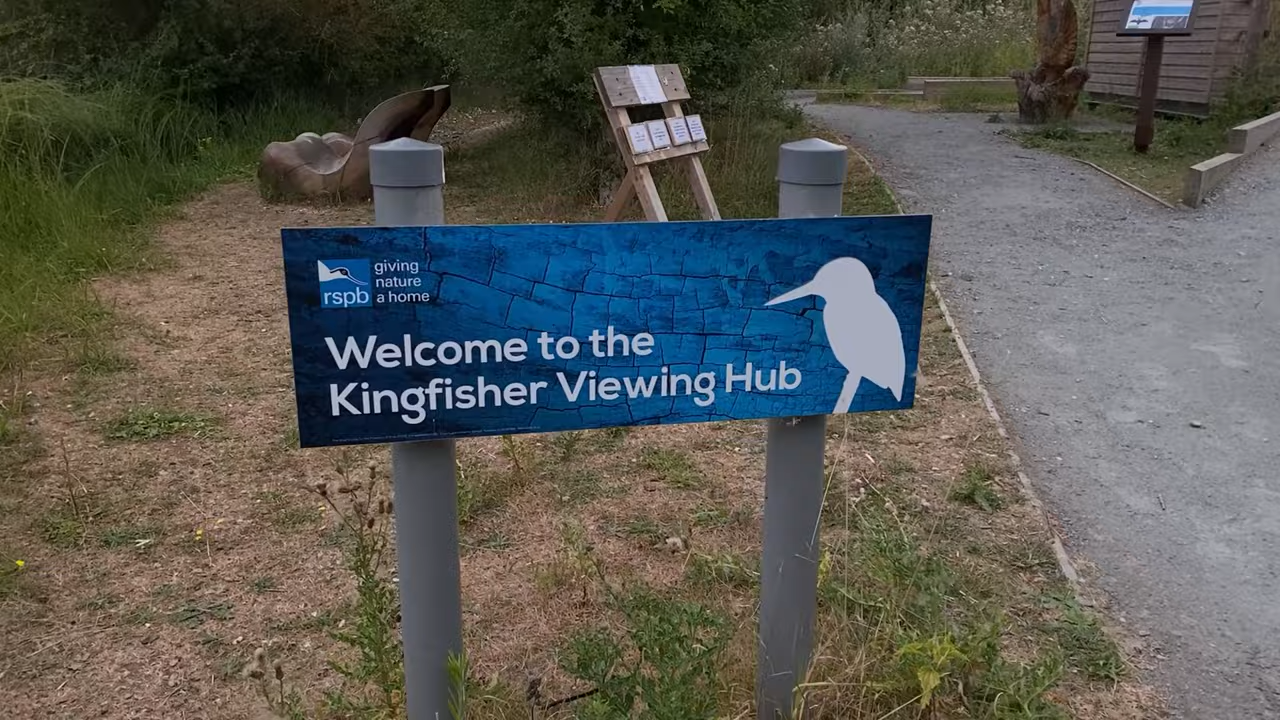 rspb
giving
nature
a home
Welcome to the
Kingfisher Viewing Hub